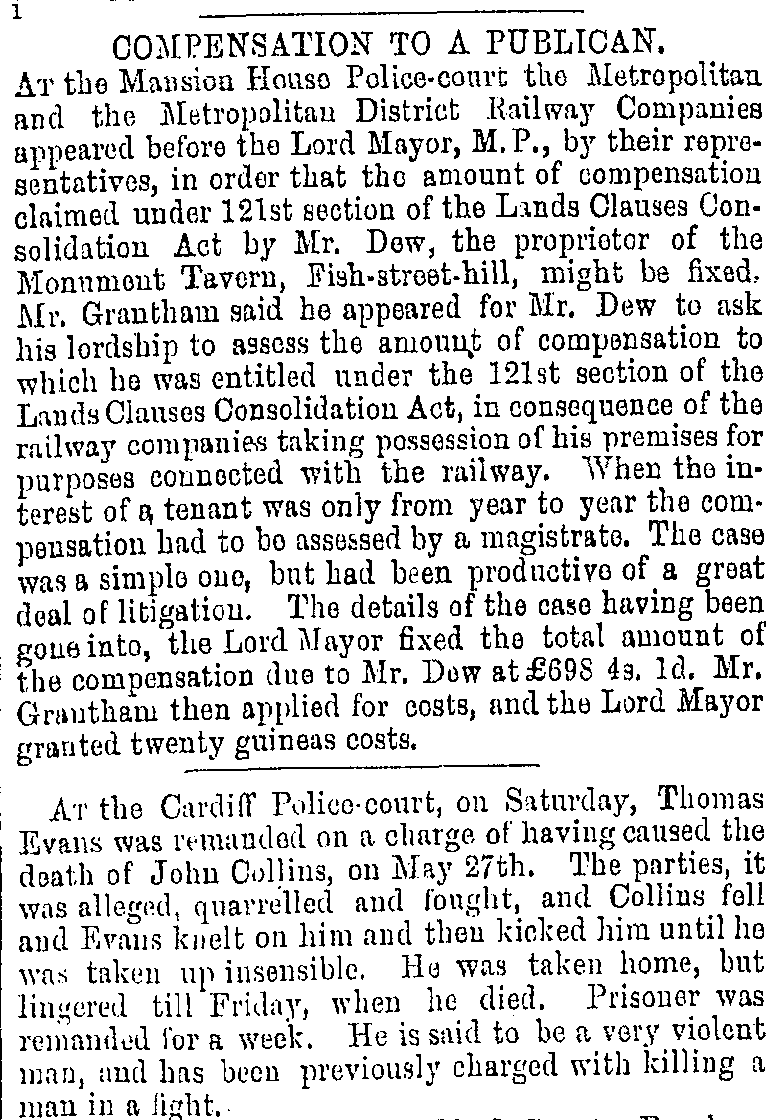 COMPENSATION TO A PUBLICAN.
AT the Mansion House Police-court the Metropolitan
and the Metropolitan District Railway Companies
appeared before the Lord Mayor, M.P., by their repre-
sentatives, in order that the amount of compensation
claimed under 121st section of the Lands Clauses Con-
solidation Act by Mr. Dew, the proprietor of the
Monument Tavern, Fish-street-hill, might be fixed.
Mr. Grantham said he appeared for Mr. Dew to ask
his lordship to assess the amount of compensation to
which he was entitled under the 121st section of the
Lands Clauses Consolidation Act, in consequence of the
railway companies taking possession of his premises for
purposes connected with the railway. When the in-
terest of a tenant was only from year to year the com-
pensation had to be assessed by a magistrate. The case
was a simple one, but had been productive of a great
deal of litigation. The details of the case having been
gone into, the Lord Mayor fixed the total amount of
the compensation due to Mr. Dew at £698 4s. 1d. Mr.
Grantham then applied for costs, and the Lord Mayor
granted twenty guineas costs.
AT the Cardiff Police-court, on Saturday, Thomas
Evans was remanded on a charge of having caused the
death of John Collins, on May 27th. The parties, it
was alleged, quarrelled and fought, and Collins fell
and Evans knelt on him and then kicked him until he
was taken up insensible. He was taken home, but
lingered till Friday, when he died. Prisoner was
remanded for a week. He is said to be a very violent
man, and has been previously charged with killing a
man in a fight.